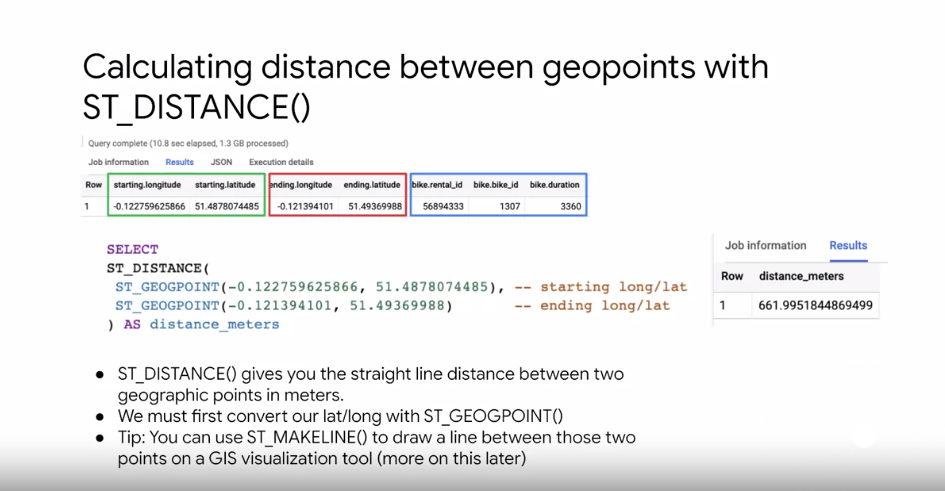 Calculating distance between geopoints with
ST_DISTANCE()
Query complete (10.8 sec elapsed, 1.3 GB processed)
Job information Results JSON Execution details
Row starting.longitude starting.latitude ending.longitude ending.latitude bike.rental_id bike.bike_id bike.duration
1 -0.122759625866 51.4878074485 -0.121394101 51.49369988 56894333 1307 3360
SELECT
ST_DISTANCE(
ST_GEOGPOINT(-0.122759625866, 51.4878074485), -- starting long/lat
ST_GEOGPOINT(-0.121394101, 51.49369988) -- ending long/lat
) AS distance_meters
Job information Results
Row distance_meters
1 661.9951844869499
● ST_DISTANCE() gives you the straight line distance between two
geographic points in meters.
● We must first convert our lat/long with ST_GEOGPOINT()
● Tip: You can use ST_MAKELINE() to draw a line between those two
points on a GIS visualization tool (more on this later)